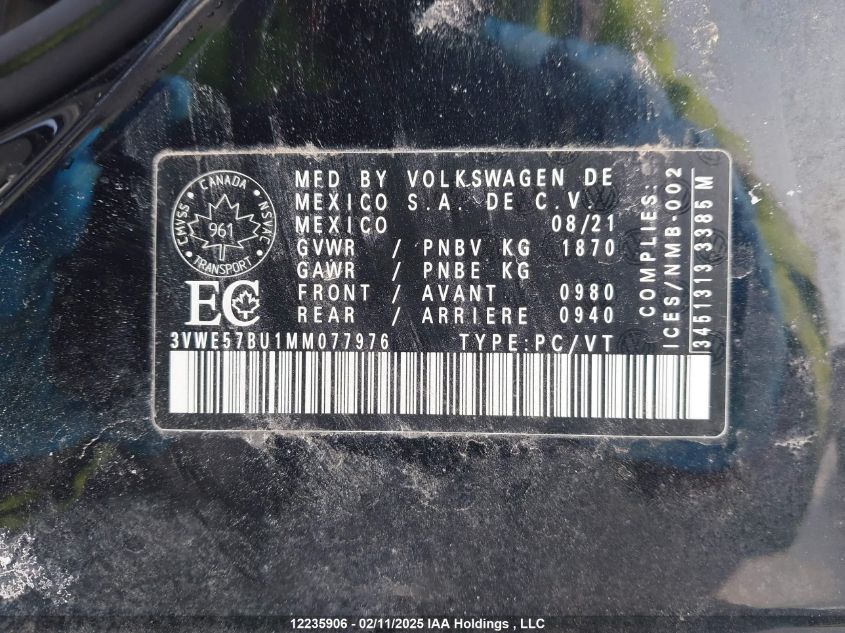 MFD BY VOLKSWAGEN DE
MEXICO S.A. DE C.V
MEXICO 08/21
GVWR / PNBV KG 1870
GAWR / PNBE KG
FRONT / AVANT 0980
REAR / ARRIERE 0940
CANADA
CMVSS
NSVAC
961
TRANSPORT
EC
3VWE57BU1MM077976 TYPE:PC/VT
COMPLIES:
ICES/NMB.002
3451313 3385 M
12235906 - 02/11/2025 IAA Holdings , LLC